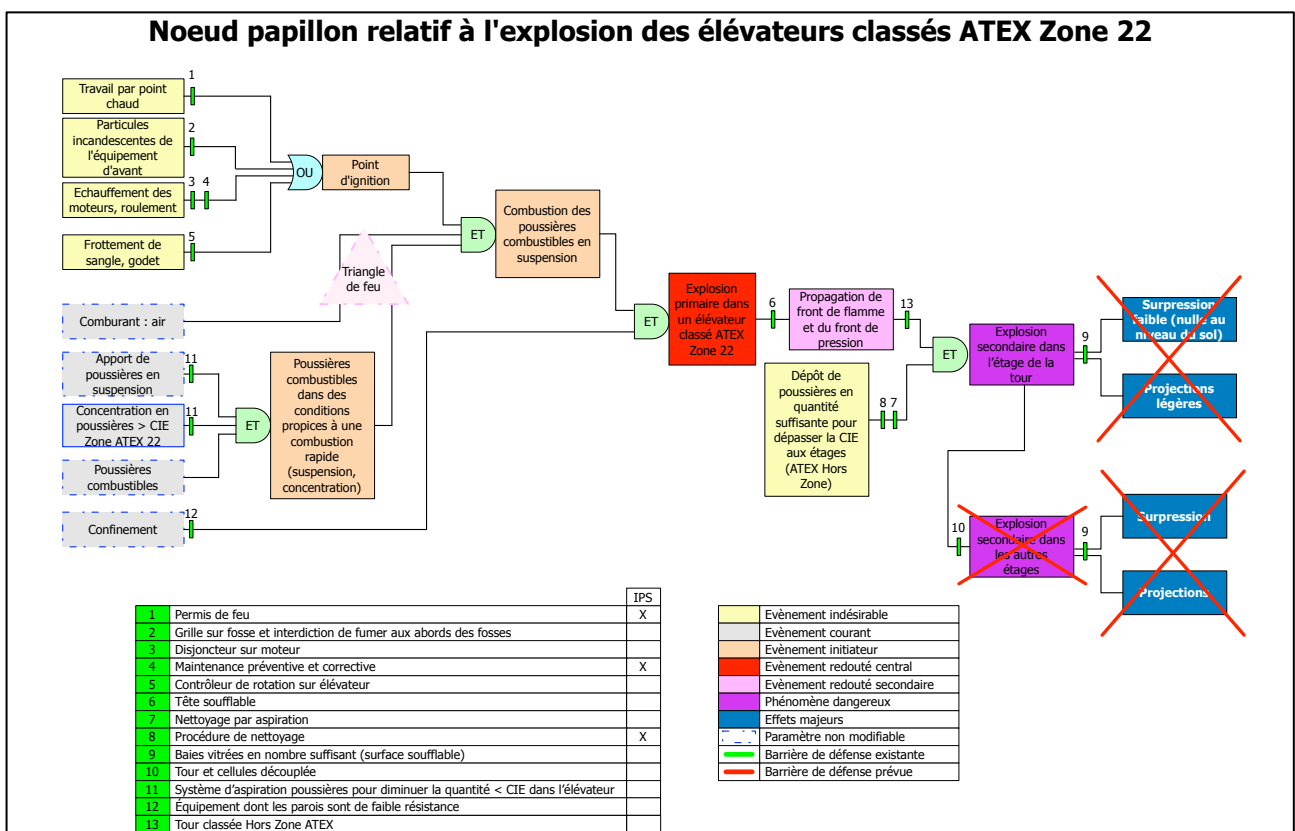 Noeud papillon relatif à l'explosion des élévateurs classés ATEX Zone 22
1
Travail par point
chaud
2
Particules
incandescentes de
l'équipement
d'avant
3 4
Echauffement des
moteurs, roulement
5
Frottement de
sangle, godet
OU
Point
d'ignition
ET
Combustion des
poussières
combustibles en
suspension
Triangle
de feu
Comburant : air
11
Apport de
poussières en
suspension
11
Concentration en
poussières > CIE
Zone ATEX 22
Poussières
combustibles
12
Confinement
ET
Poussières
combustibles
dans des
conditions
propices à une
combustion
rapide
(suspension,
concentration)
ET
Explosion
primaire dans
un élévateur
classé ATEX
Zone 22
6
Propagation de
front de flamme
et du front de
pression
13
Dépôt de
poussières en
quantité
suffisante pour
dépasser la CIE
aux étages
(ATEX Hors
Zone)
8 7
ET
Explosion
secondaire dans
l'étage de la
tour
9
Surpression
faible (nulle au
niveau du sol)
Projections
légères
10
Explosion
secondaire dans
les autres
étages
9
Surpression
Projections
IPS
1 Permis de feu X
2 Grille sur fosse et interdiction de fumer aux abords des fosses
3 Disjoncteur sur moteur
4 Maintenance préventive et corrective X
5 Contrôleur de rotation sur élévateur
6 Tête soufflable
7 Nettoyage par aspiration
8 Procédure de nettoyage X
9 Baies vitrées en nombre suffisant (surface soufflable)
10 Tour et cellules découplée
11 Système d'aspiration poussières pour diminuer la quantité < CIE dans l'élévateur
12 Équipement dont les parois sont de faible résistance
13 Tour classée Hors Zone ATEX
Evènement indésirable
Evènement courant
Evènement initiateur
Evènement redouté central
Evènement redouté secondaire
Phénomène dangereux
Effets majeurs
Paramètre non modifiable
Barrière de défense existante
Barrière de défense prévue